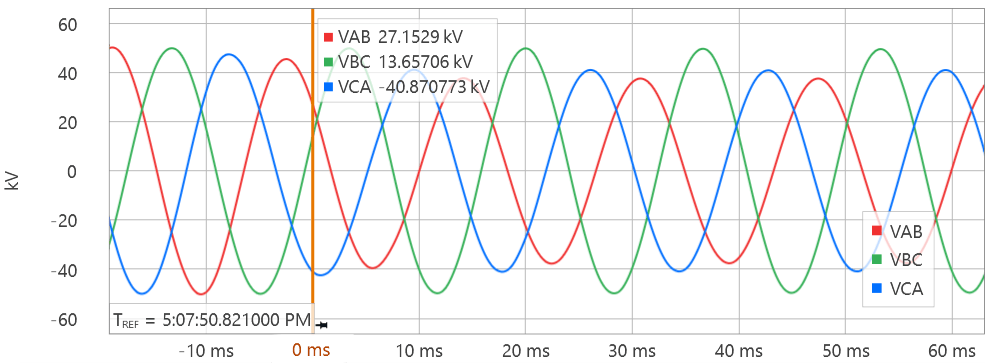 60
40
20
0
-20
-40
-60
kV
VAB 27.1529 kV
VBC 13.65706 kV
VCA -40.870773 kV
VAB
VBC
VCA
TREF = 5:07:50.821000 PM
-10 ms
0 ms
10 ms
20 ms
30 ms
40 ms
50 ms
60 ms